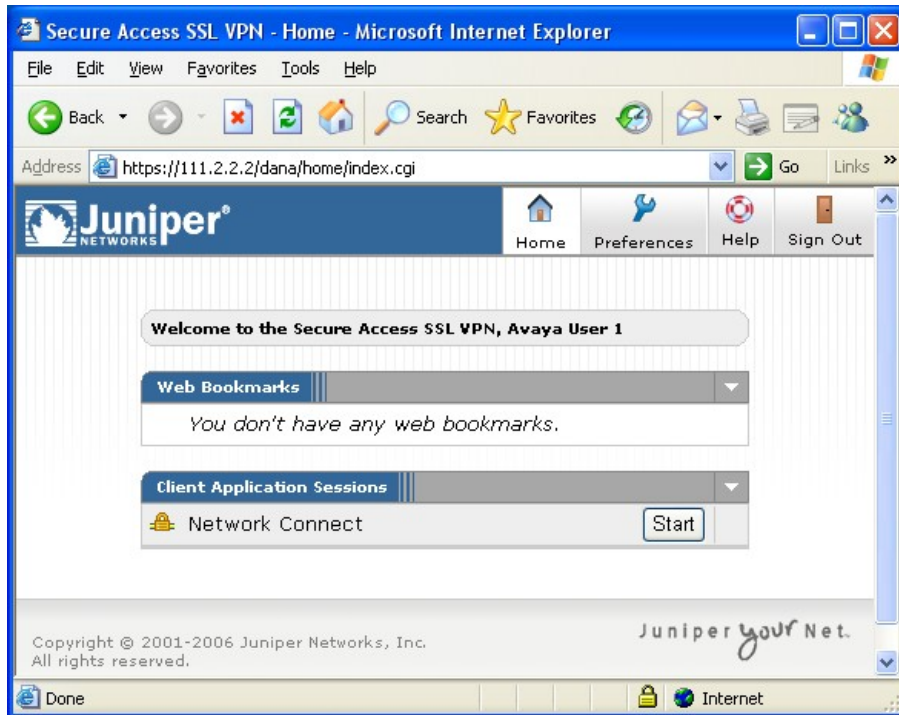 Secure Access SSL VPN - Home - Microsoft Internet Explorer
File Edit View Favorites Tools Help
Back Search Favorites
Address https://111.2.2.2/dana/home/index.cgi Go Links »
Juniper®
NETWORKS
Home Preferences Help Sign Out
Welcome to the Secure Access SSL VPN, Avaya User 1
Web Bookmarks
You don't have any web bookmarks.
Client Application Sessions
Network Connect Start
Copyright © 2001-2006 Juniper Networks, Inc.
All rights reserved.
Juniper your Net.
Done Internet